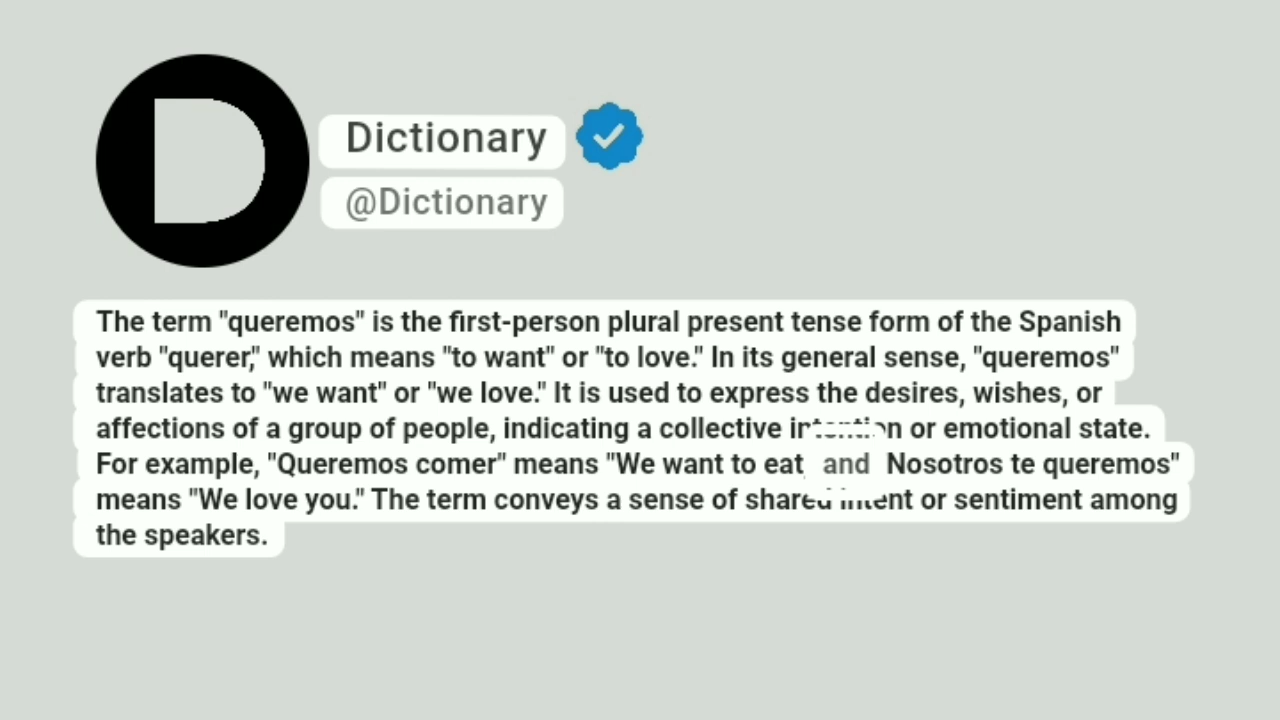 D
Dictionary
@Dictionary
The term "queremos" is the first-person plural present tense form of the Spanish
verb "querer," which means "to want" or "to love." In its general sense, "queremos"
translates to "we want" or "we love." It is used to express the desires, wishes, or
affections of a group of people, indicating a collective intention or emotional state.
For example, "Queremos comer" means "We want to eat and Nosotros te queremos"
means "We love you." The term conveys a sense of shared intent or sentiment among
the speakers.